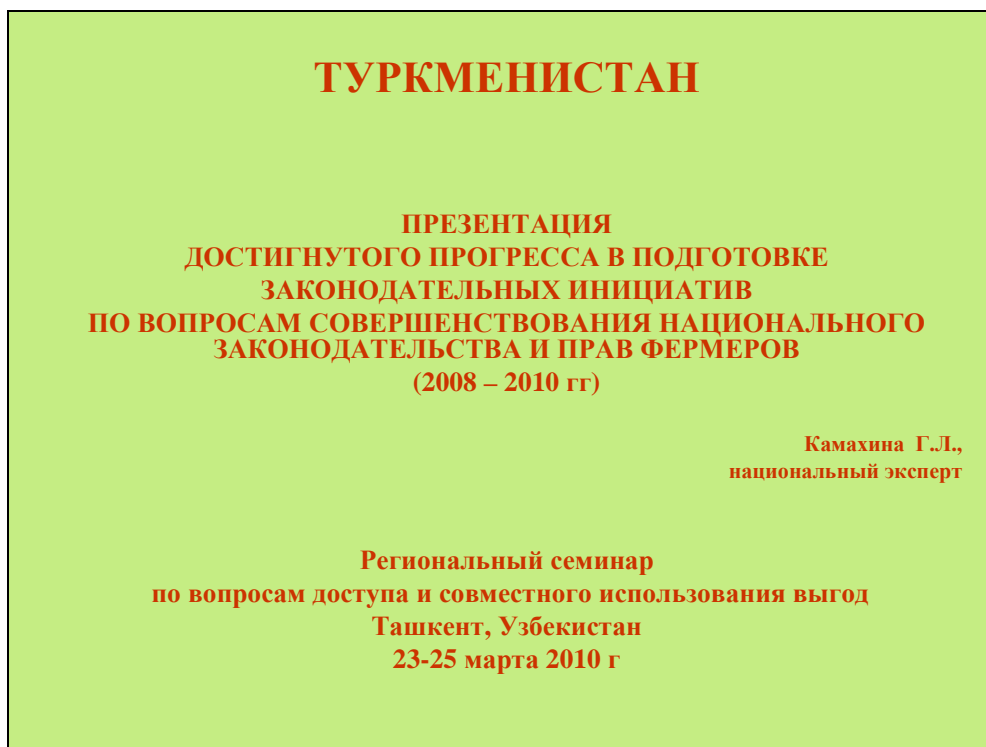 ТУРКМЕНИСТАН
ПРЕЗЕНТАЦИЯ
ДОСТИГНУТОГО ПРОГРЕССА В ПОДГОТОВКЕ
ЗАКОНОДАТЕЛЬНЫХ ИНИЦИАТИВ
ПО ВОПРОСАМ СОВЕРШЕНСТВОВАНИЯ НАЦИОНАЛЬНОГО
ЗАКОНОДАТЕЛЬСТВА И ПРАВ ФЕРМЕРОВ
(2008 – 2010 гг)
Камахина Г.Л.,
национальный эксперт
Региональный семинар
по вопросам доступа и совместного использования выгод
Ташкент, Узбекистан
23-25 марта 2010 г